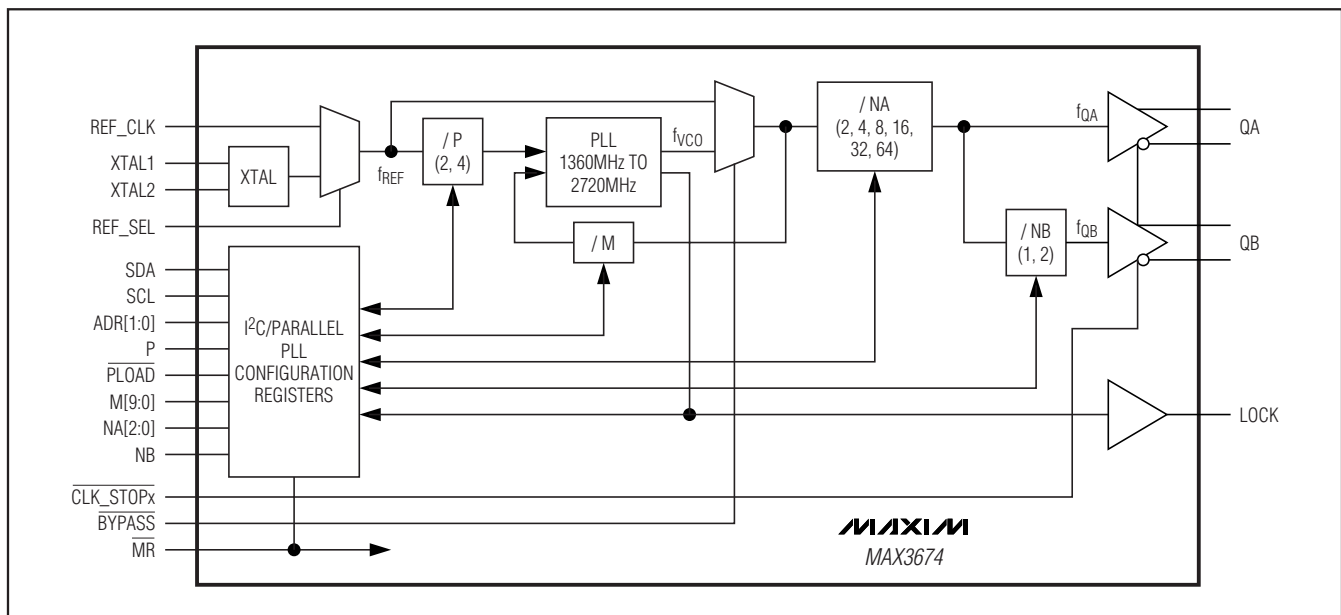 REF_CLK
XTAL1
XTAL2
REF_SEL
SDA
SCL
ADR[1:0]
P
PLOAD
M[9:0]
NA[2:0]
NB
CLK_STOPx
BYPASS
MR
XTAL
fREF
/ P
(2, 4)
PLL
1360MHz TO
2720MHz
fVCO
/ M
/ NA
(2, 4, 8, 16,
32, 64)
/ NB
(1, 2)
fQA
fQB
QA
QB
LOCK
I²C/PARALLEL
PLL
CONFIGURATION
REGISTERS
MAXIM
MAX3674